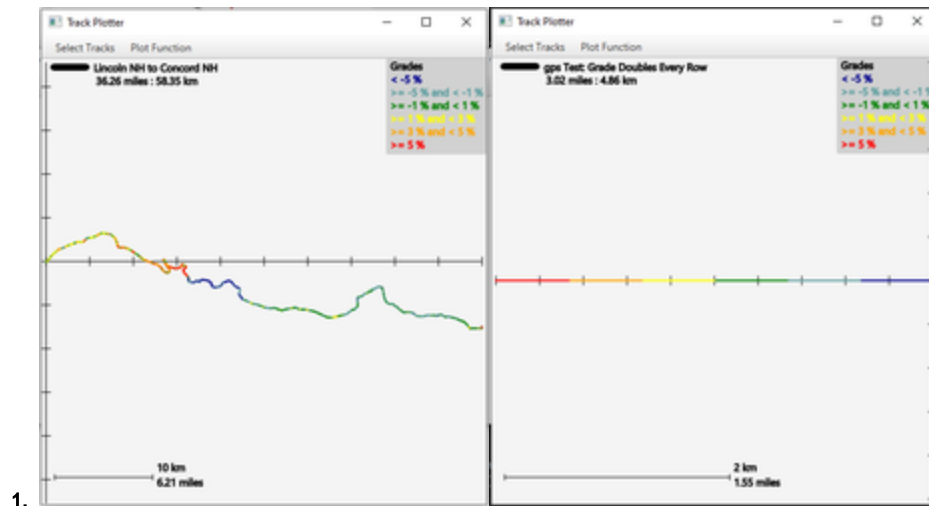 Track Plotter
Select Tracks Plot Function
Lincoln NH to Concord NH
36.26 miles : 58.35 km
Grades
< -5 %
>= -5 % and < -1 %
>= -1 % and < 1 %
>= 1 % and < 3 %
>= 3 % and < 5 %
>= 5 %
10 km
6.21 miles
Track Plotter
Select Tracks Plot Function
gps Test: Grade Doubles Every Row
3.02 miles : 4.86 km
Grades
< -5 %
>= -5 % and < -1 %
>= -1 % and < 1 %
>= 1 % and < 3 %
>= 3 % and < 5 %
>= 5 %
2 km
1.55 miles
1.